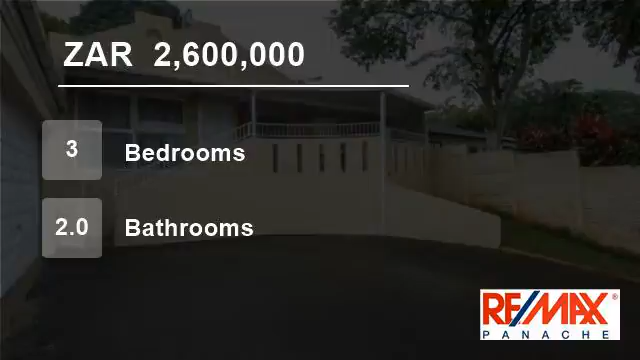 ZAR 2,600,000
3 Bedrooms
2.0 Bathrooms
RE/MAX®
PANACHE